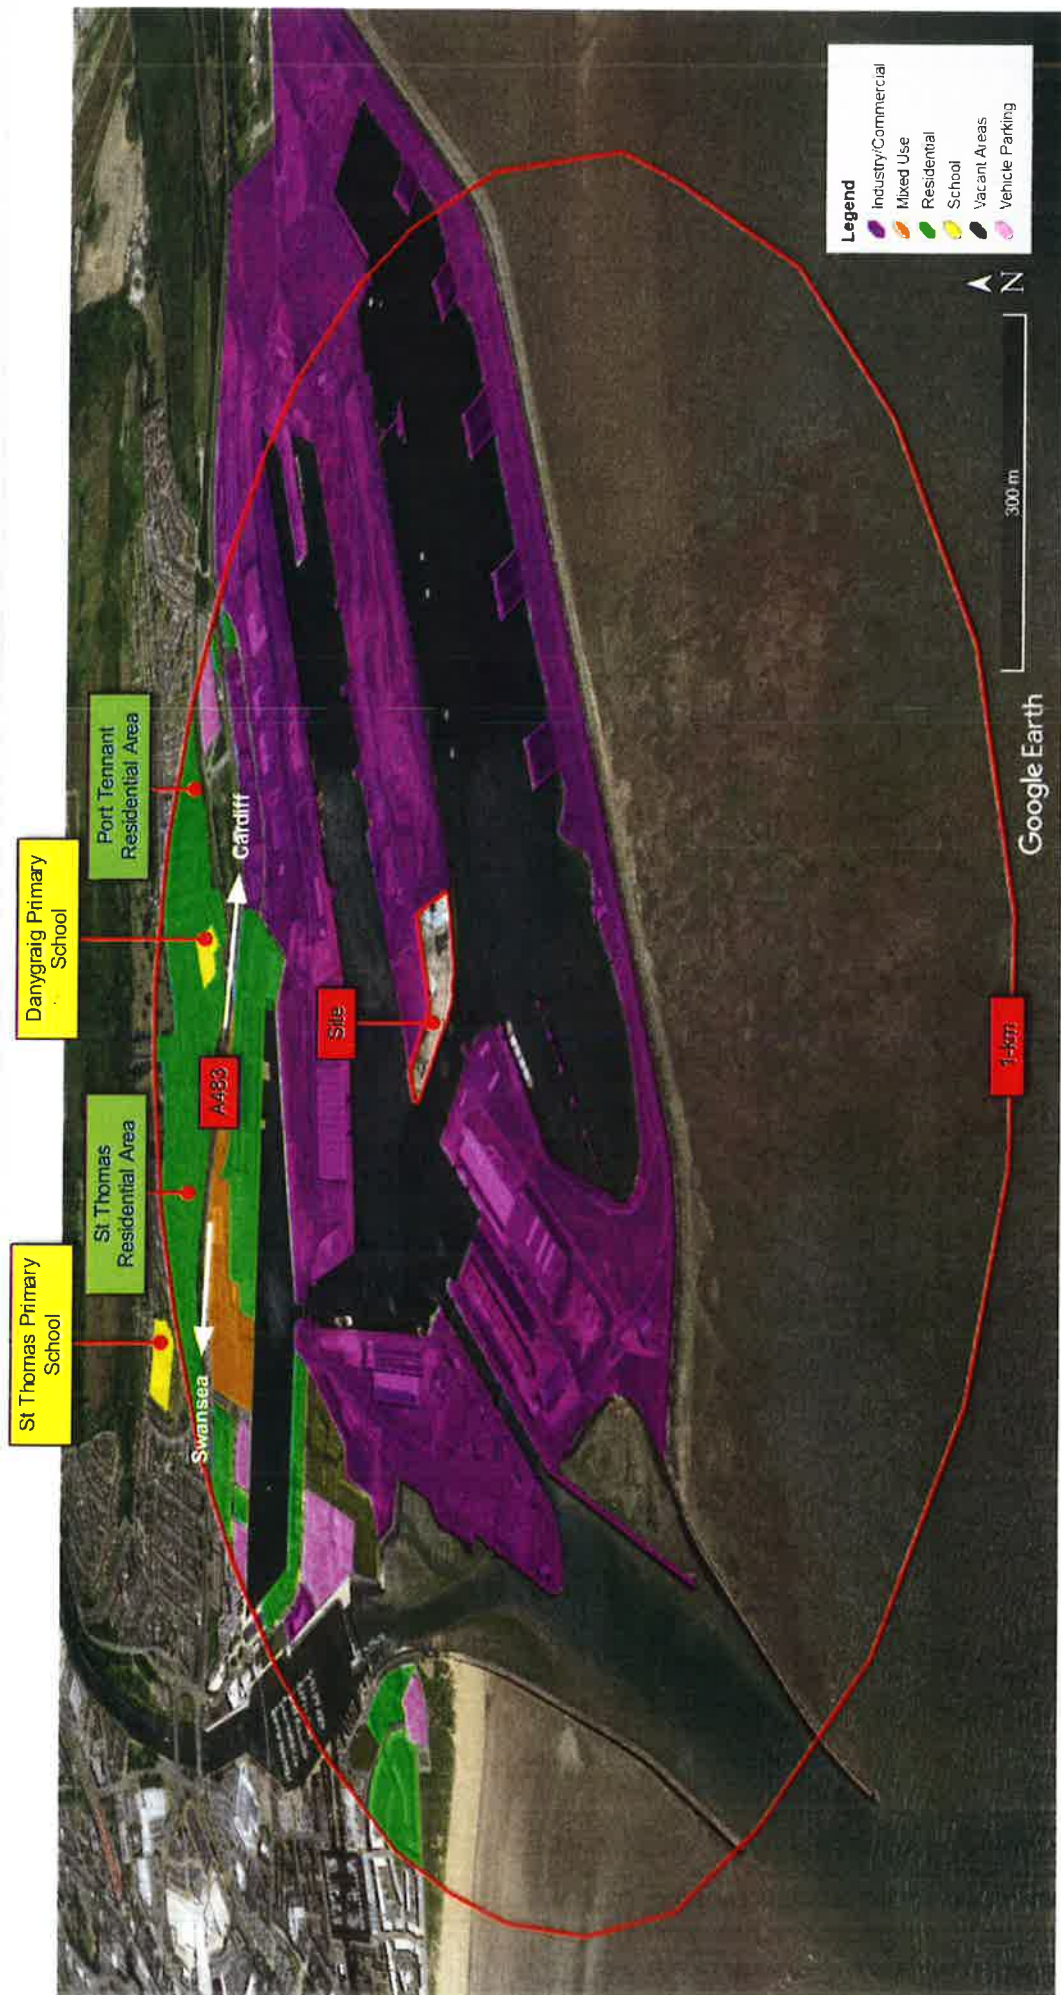 St Thomas Primary
School
Danygraig Primary
School
St Thomas
Residential Area
Port Tennant
Residential Area
Swansea
A483
Cardiff
Site
1-km
Legend
Industry/Commercial
Mixed Use
Residential
School
Vacant Areas
Vehicle Parking
N
300 m
Google Earth